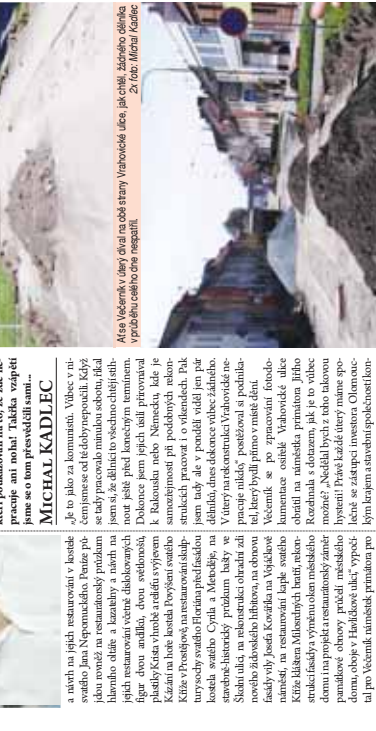 a návrh na jejich restaurování v kostele
svatého Jana Nepomuckého. Peníze pů-
jdou rovněž na restaurátorský průzkum
hlavního oltáře a kazatelny a návrh na
jejich restaurování včetně dislokovaných
figur dvou andílků, dvou světlonošů,
plastiky Krista v hrobě a reliéfu s výjevem
Kázání na hoře kostela Povýšení svatého
Kříže v Prostějově, na restaurování skulp-
tury sochy svatého Floriána před fasádou
kostela svatého Cyrila a Metoděje, na
stavebně-historický průzkum bašty ve
Školní ulici, na rekonstrukci ohradní zdi
nového židovského hřbitova, na obnovu
fasády vily Josefa Kováříka na Vojáčkově
náměstí, na restaurování kaple svatého
Kříže kláštera Milosrdných bratří, rekon-
strukci fasády a výměnu oken městského
domu i na projekt a restaurátorský záměr
památkové obnovy průčelí městského
domu, oboje v Havlíčkově ulici,“ vypočí-
tal pro Večerník náměstek primátora pro
pracuje ani noha! Takřka vzápětí
jsme se o tom přesvědčili sami...
MICHAL KADLEC
„Je to jako za komunistů. Vůbec v ni-
čem jsme se od té doby nepoučili. Když
se tady pracovalo minulou sobotu, říkal
jsem si, že dělníci to všechno chtějí stih-
nout ještě před konečným termínem.
Dokonce jsem jejich úsilí přirovnával
k Rakousku nebo Německu, kde je
samozřejmostí při podobných rekon-
strukcích pracovat i o víkendech. Pak
jsem tady ale v pondělí viděl jen pár
dělníků, dnes dokonce vůbec žádného.
V úterý na rekonstrukci Vrahovické ne-
pracuje nikdo, postěžoval si podnika-
tel, který bydlí přímo v místě dění.
Večerník se po zpracování fotodo-
kumentace osiřelé Vrahovické ulice
obrátil na náměstka primátora Jiřího
Rozehnala s dotazem, jak je to vůbec
možné? „Nedělal bych z toho takovou
hysterii! Právě každé úterý máme spo-
lečně se zástupci investora Olomouc-
kým krajem a stavební společností kon-
Ať se Večerník v úterý díval na obě strany Vrahovické ulice, jak chtěl, žádného dělníka
v průběhu celého dne nespatřil.
2x foto: Michal Kadlec